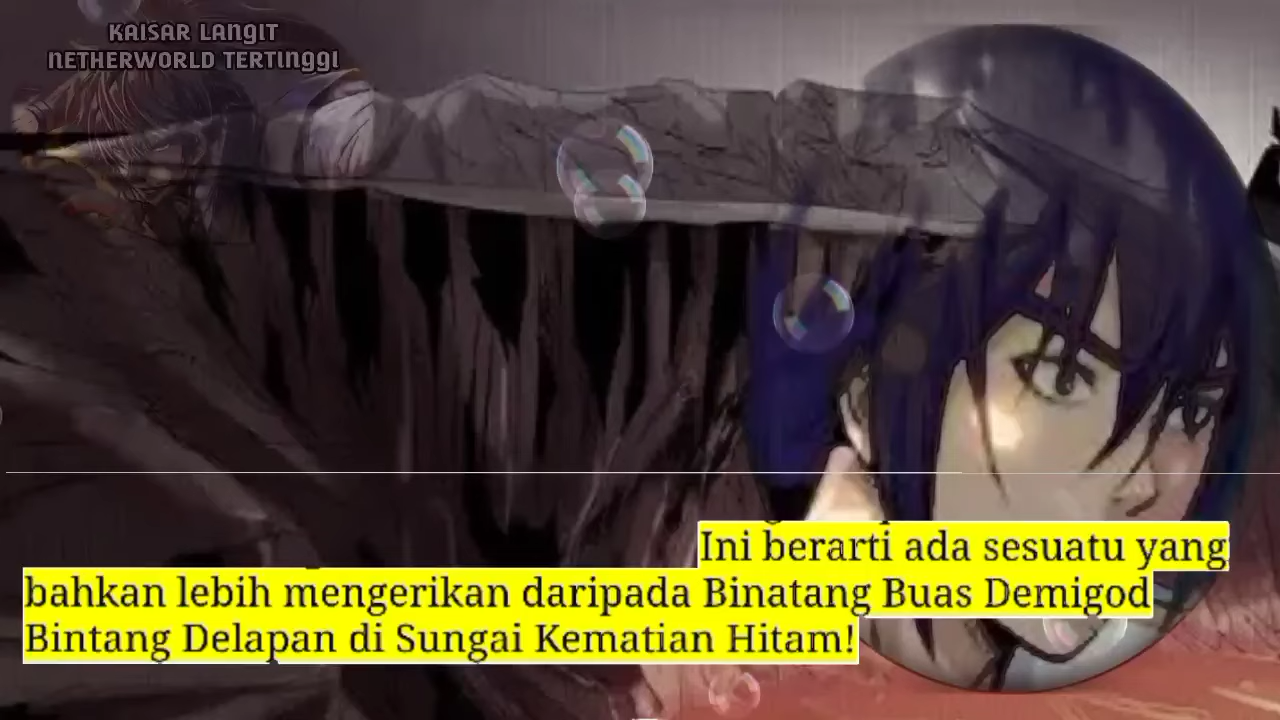 KAISAR LANGIT
NETHERWORLD TERTINGGI
Ini berarti ada sesuatu yang
bahkan lebih mengerikan daripada Binatang Buas Demigod
Bintang Delapan di Sungai Kematian Hitam!